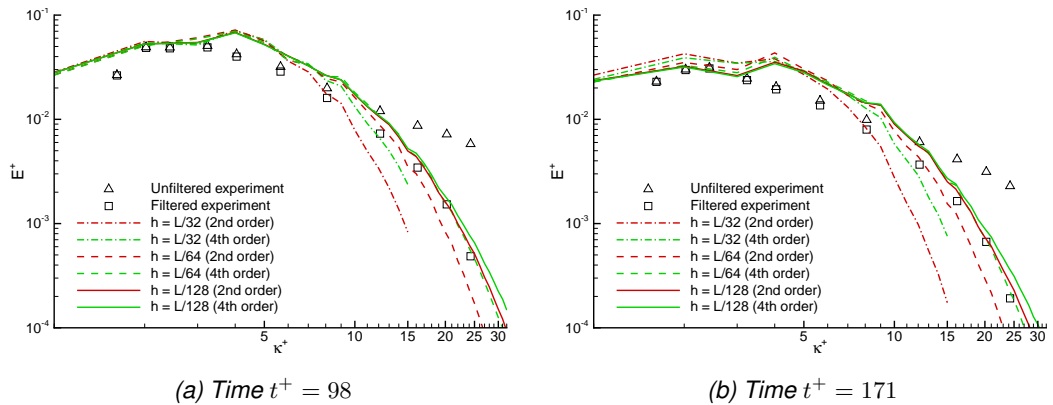 10⁻¹
10⁻²
10⁻³
10⁻⁴
E⁺
Unfiltered experiment
Filtered experiment
h = L/32 (2nd order)
h = L/32 (4th order)
h = L/64 (2nd order)
h = L/64 (4th order)
h = L/128 (2nd order)
h = L/128 (4th order)
5 10 15 20 25 30
κ⁺
(a) Time t⁺ = 98
10⁻¹
10⁻²
10⁻³
10⁻⁴
E⁺
Unfiltered experiment
Filtered experiment
h = L/32 (2nd order)
h = L/32 (4th order)
h = L/64 (2nd order)
h = L/64 (4th order)
h = L/128 (2nd order)
h = L/128 (4th order)
5 10 15 20 25 30
κ⁺
(b) Time t⁺ = 171